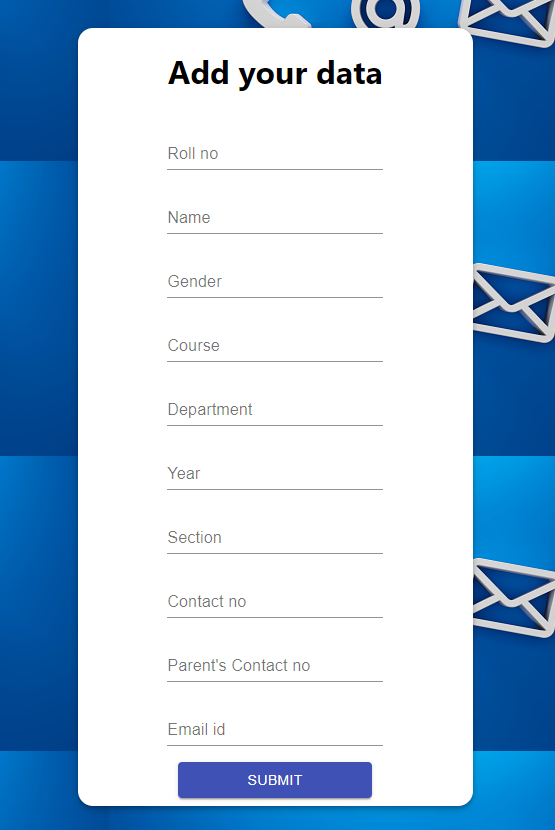 Add your data
Roll no
Name
Gender
Course
Department
Year
Section
Contact no
Parent's Contact no
Email id
SUBMIT